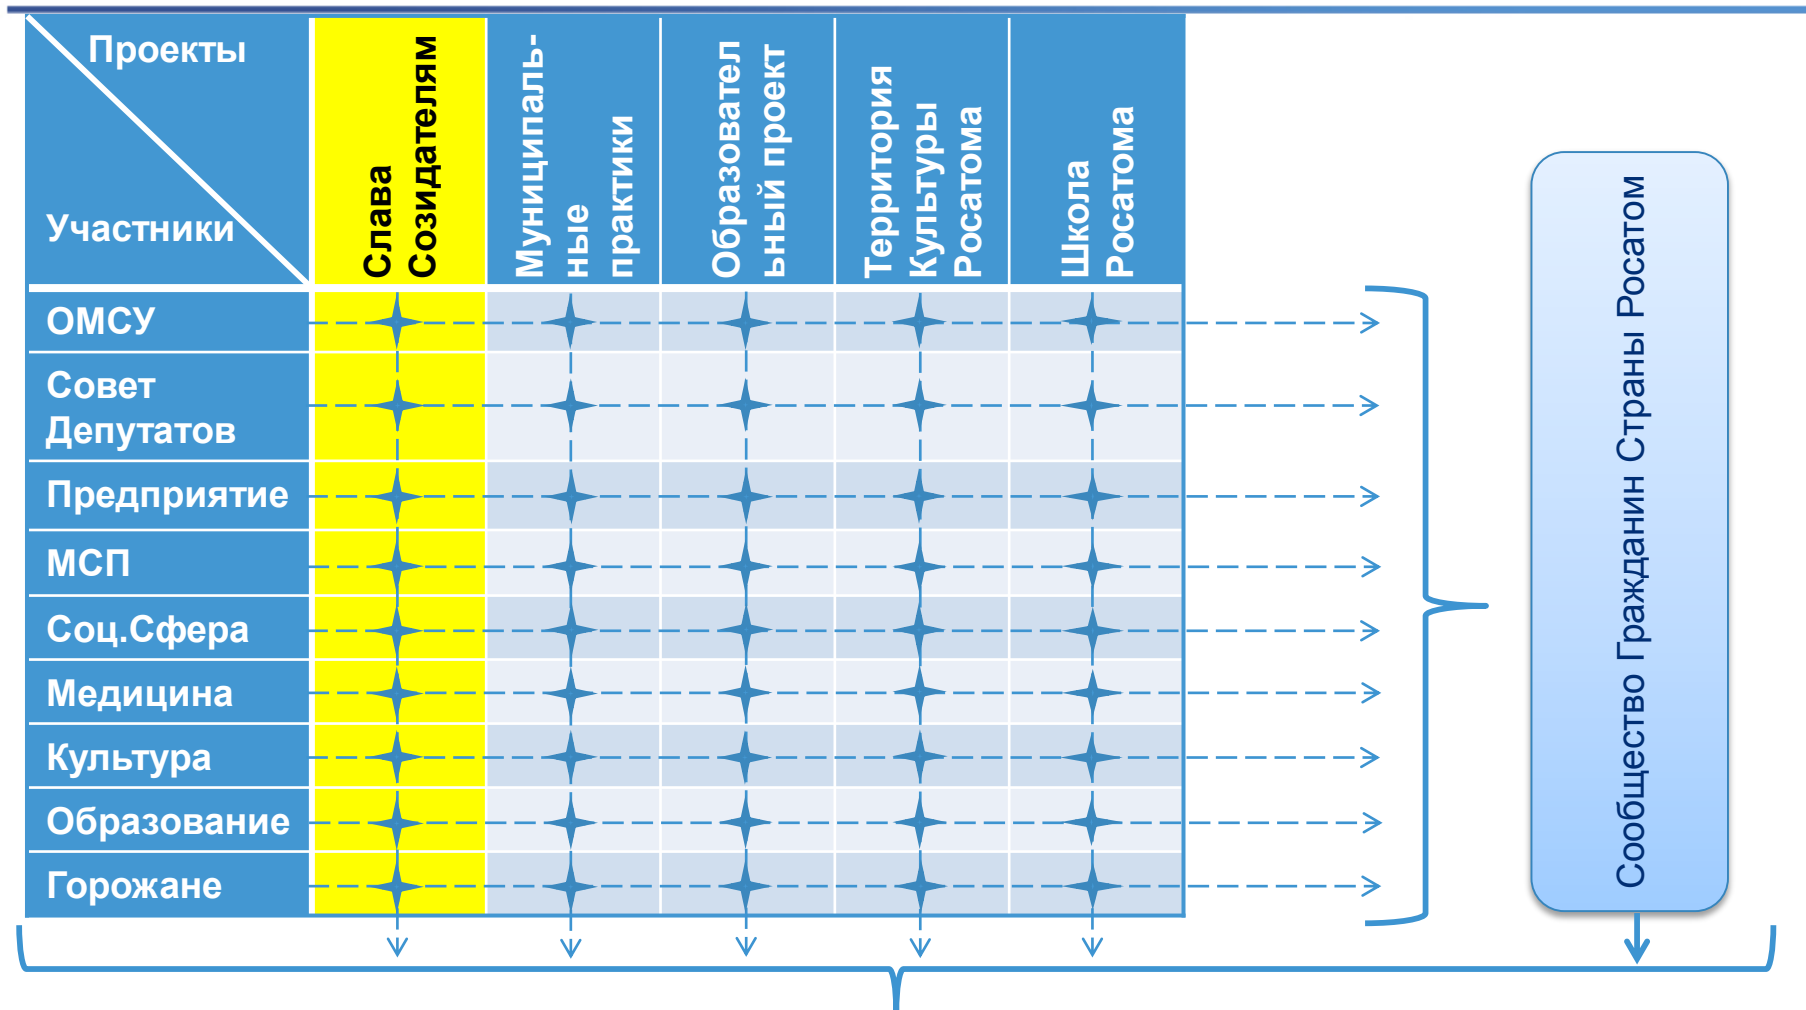 Проекты
Участники
Слава
Созидателям
Муниципаль-
ные
практики
Образовател
ьный проект
Территория
Культуры
Росатома
Школа
Росатома
ОМСУ
Совет
Депутатов
Предприятие
МСП
Соц.Сфера
Медицина
Культура
Образование
Горожане
Сообщество Гражданин Страны Росатом